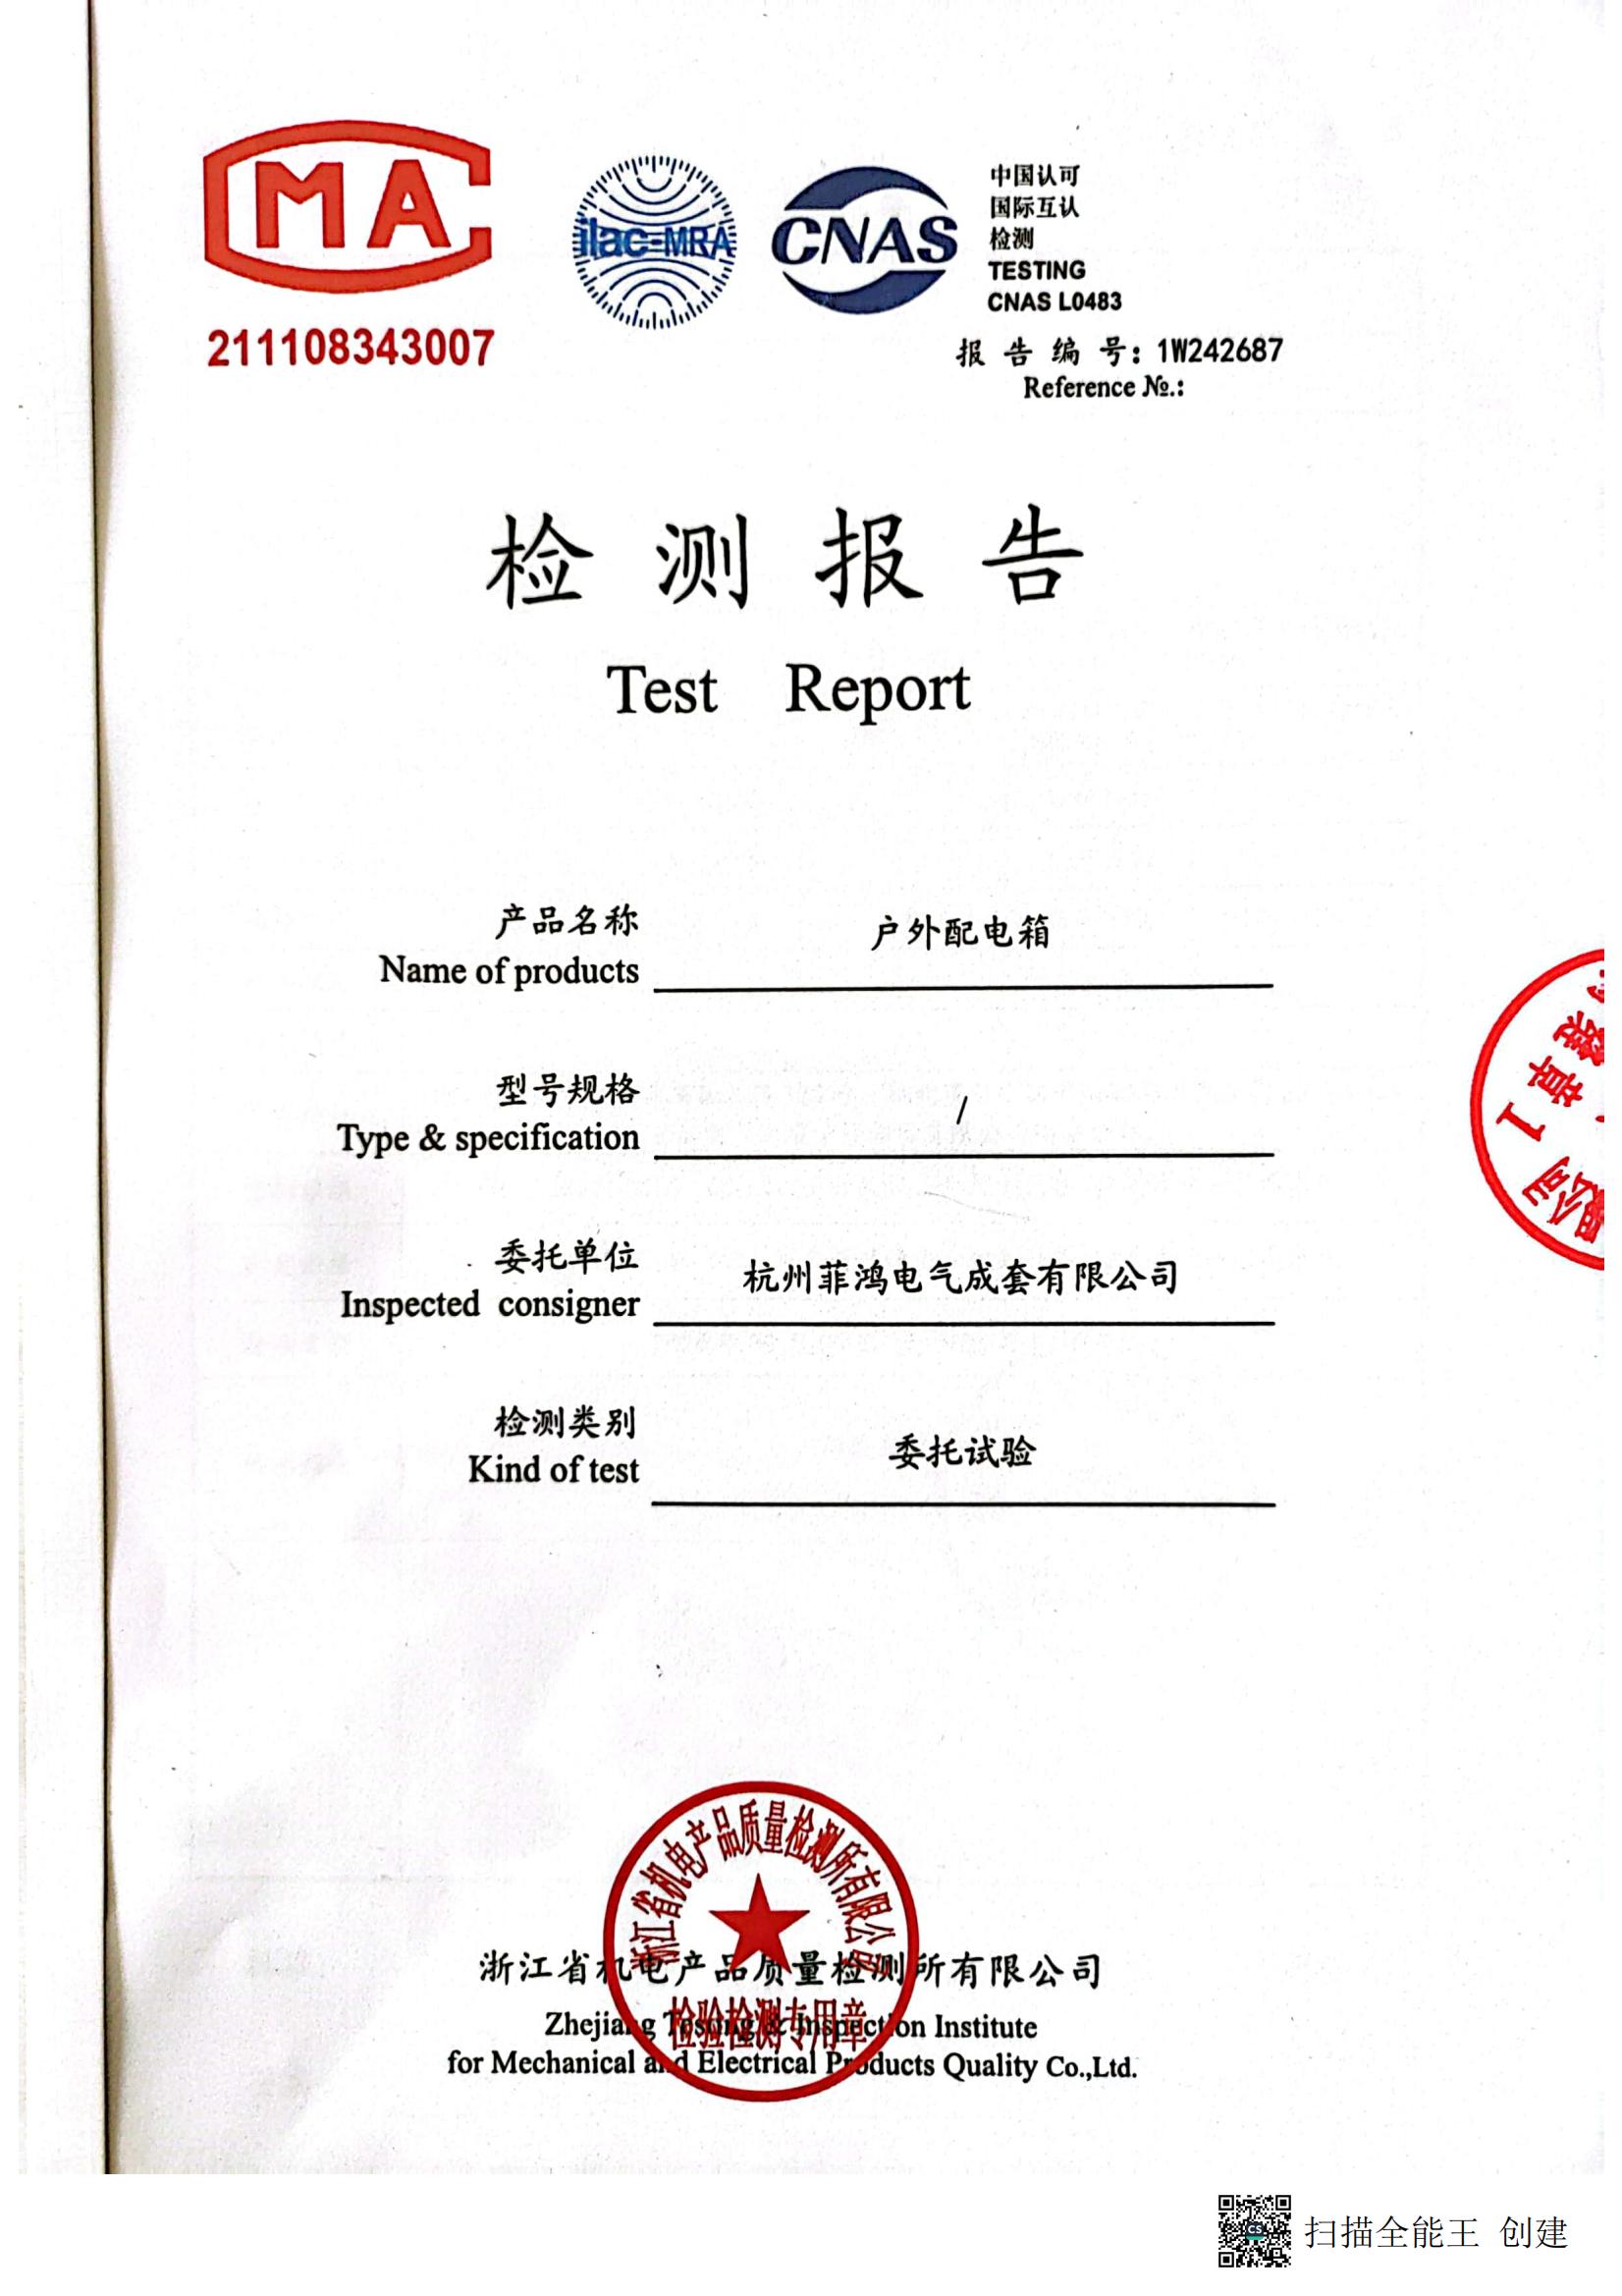 MA
211108343007
ilac-MRA
CNAS
中国认可
国际互认
检测
TESTING
CNAS L0483
报告编号：1W242687
Reference №.:
检测报告
Test Report
产品名称
Name of products
户外配电箱
型号规格
Type & specification
/
委托单位
Inspected consigner
杭州菲鸿电气成套有限公司
检测类别
Kind of test
委托试验
浙江省机电产品质量检测所有限公司
检验检测专用章
浙江省机电产品质量检测所有限公司
Zhejiang Testing & Inspection Institute
for Mechanical and Electrical Products Quality Co.,Ltd.
CS
扫描全能王 创建